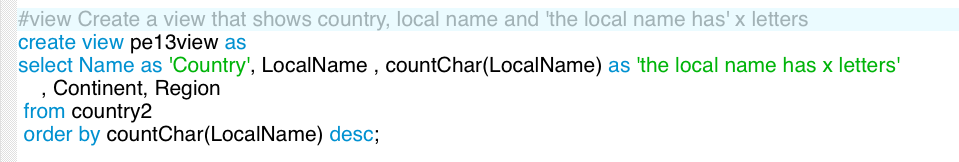 #view Create a view that shows country, local name and 'the local name has' x letters
create view pe13view as
select Name as 'Country', LocalName , countChar(LocalName) as 'the local name has x letters'
, Continent, Region
from country2
order by countChar(LocalName) desc;